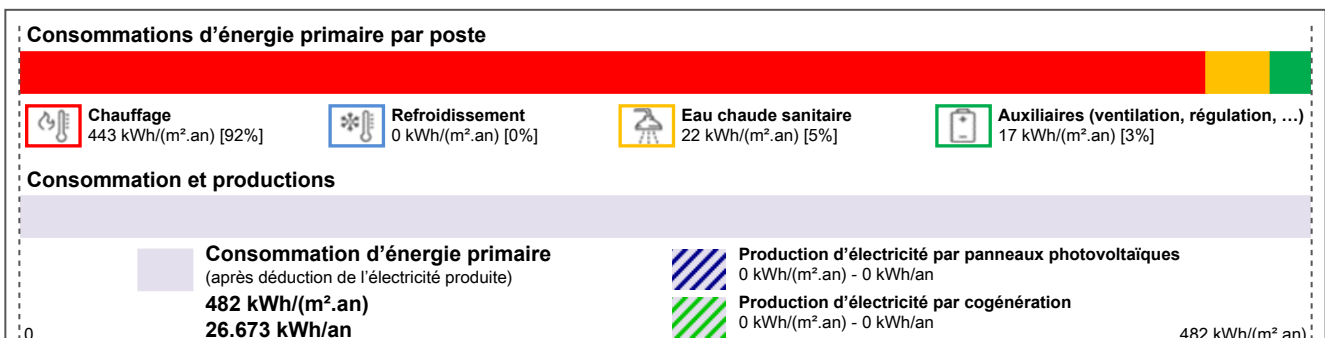 Consommations d'énergie primaire par poste
Chauffage
443 kWh/(m².an) [92%]
Refroidissement
0 kWh/(m².an) [0%]
Eau chaude sanitaire
22 kWh/(m².an) [5%]
Auxiliaires (ventilation, régulation, …)
17 kWh/(m².an) [3%]
Consommation et productions
Consommation d'énergie primaire
(après déduction de l'électricité produite)
482 kWh/(m².an)
26.673 kWh/an
Production d'électricité par panneaux photovoltaïques
0 kWh/(m².an) - 0 kWh/an
Production d'électricité par cogénération
0 kWh/(m².an) - 0 kWh/an
0
482 kWh/(m².an)